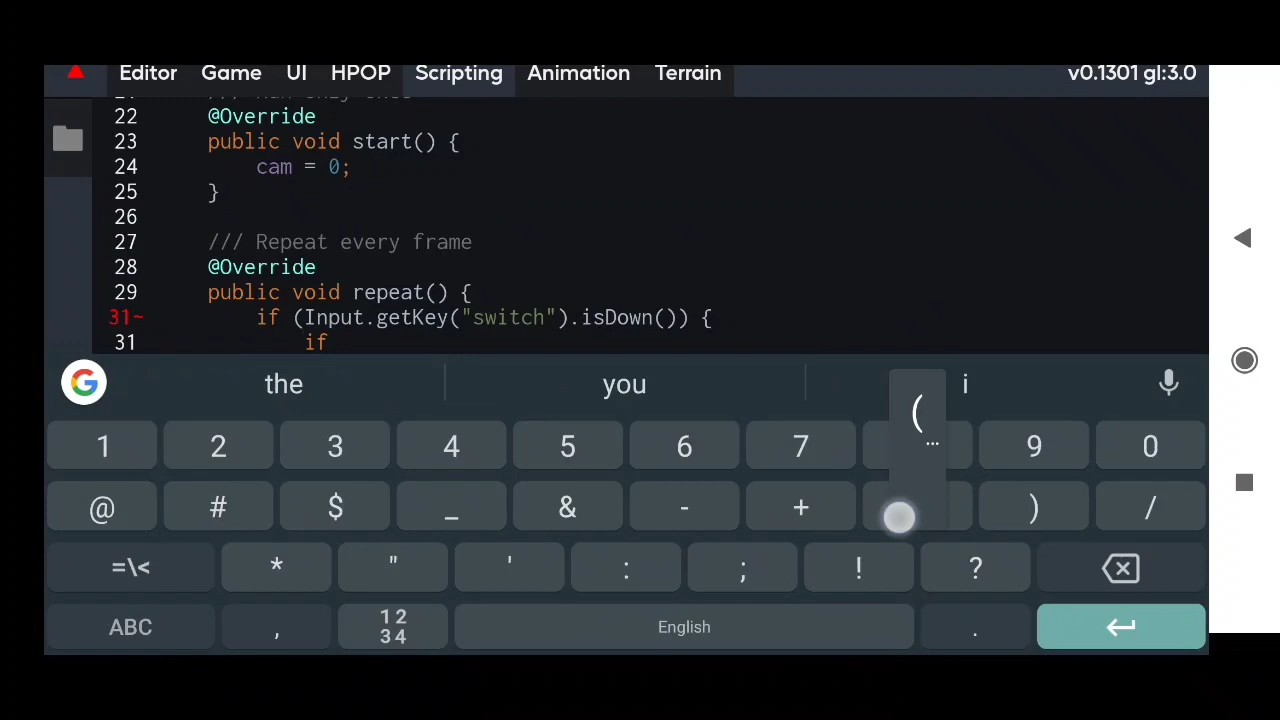 Editor Game UI HPOP Scripting Animation Terrain v0.1301 gl:3.0
22 @Override
23 public void start() {
24 cam = 0;
25 }
26
27 /// Repeat every frame
28 @Override
29 public void repeat() {
31~ if (Input.getKey("switch").isDown()) {
31 if
the you i
(
…
1 2 3 4 5 6 7 9 0
@ # $ _ & - + ) /
=\< * " ' : ; ! ?
ABC , 1 2 3 4 English .